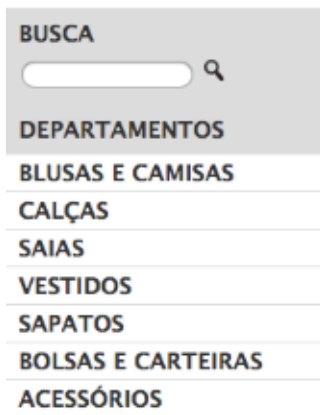 BUSCA
DEPARTAMENTOS
BLUSAS E CAMISAS
CALÇAS
SAIAS
VESTIDOS
SAPATOS
BOLSAS E CARTEIRAS
ACESSÓRIOS